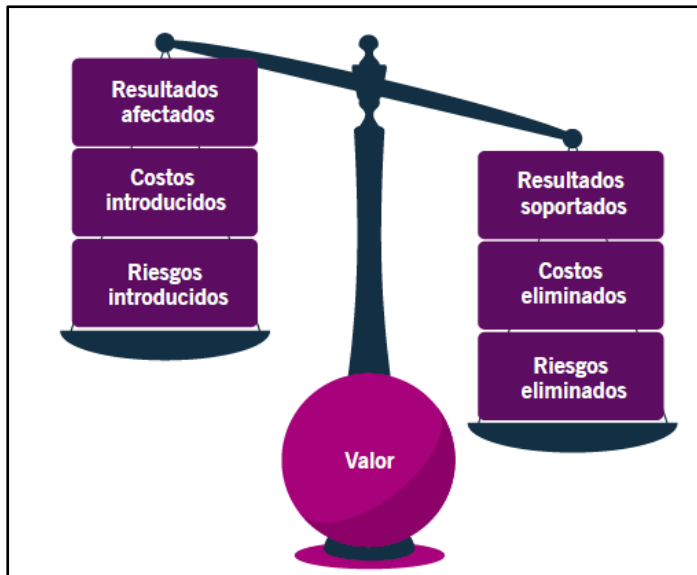 Resultados
afectados
Costos
introducidos
Riesgos
introducidos
Resultados
soportados
Costos
eliminados
Riesgos
eliminados
Valor